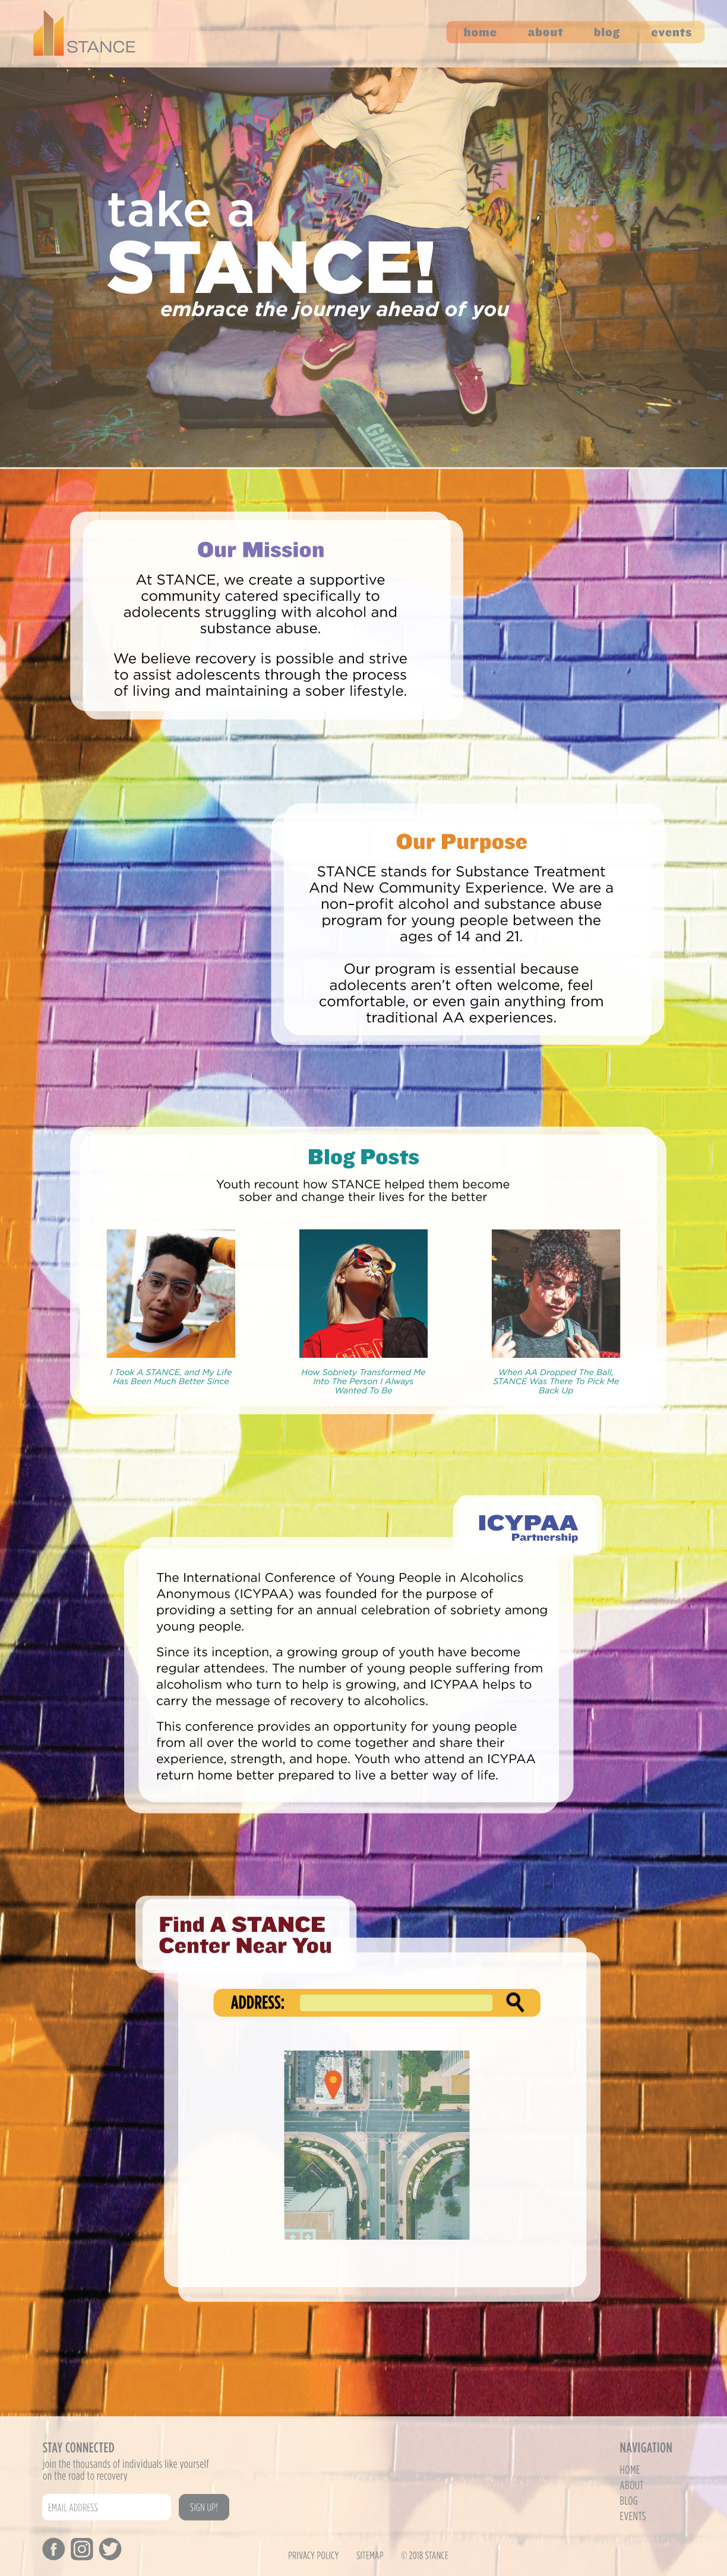 STANCE
home about blog events
take a
STANCE!
embrace the journey ahead of you
GRIZZ
Our Mission
At STANCE, we create a supportive
community catered specifically to
adolecents struggling with alcohol and
substance abuse.
We believe recovery is possible and strive
to assist adolescents through the process
of living and maintaining a sober lifestyle.
Our Purpose
STANCE stands for Substance Treatment
And New Community Experience. We are a
non-profit alcohol and substance abuse
program for young people between the
ages of 14 and 21.
Our program is essential because
adolecents aren't often welcome, feel
comfortable, or even gain anything from
traditional AA experiences.
Blog Posts
Youth recount how STANCE helped them become
sober and change their lives for the better
I Took A STANCE, and My Life
Has Been Much Better Since
How Sobriety Transformed Me
Into The Person I Always
Wanted To Be
When AA Dropped The Ball,
STANCE Was There To Pick Me
Back Up
ICYPAA
Partnership
The International Conference of Young People in Alcoholics
Anonymous (ICYPAA) was founded for the purpose of
providing a setting for an annual celebration of sobriety among
young people.
Since its inception, a growing group of youth have become
regular attendees. The number of young people suffering from
alcoholism who turn to help is growing, and ICYPAA helps to
carry the message of recovery to alcoholics.
This conference provides an opportunity for young people
from all over the world to come together and share their
experience, strength, and hope. Youth who attend an ICYPAA
return home better prepared to live a better way of life.
Find A STANCE
Center Near You
ADDRESS:
STAY CONNECTED
join the thousands of individuals like yourself
on the road to recovery
EMAIL ADDRESS
SIGN UP!
NAVIGATION
HOME
ABOUT
BLOG
EVENTS
PRIVACY POLICY SITEMAP © 2018 STANCE